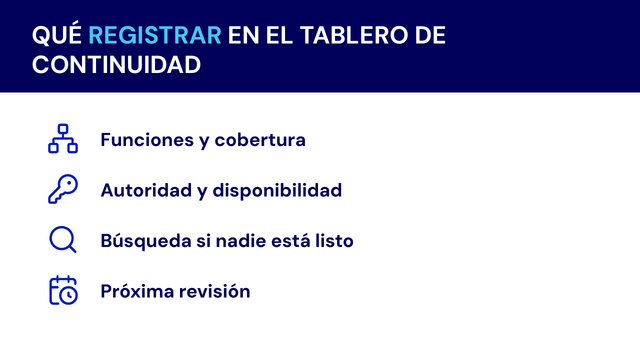 QUÉ REGISTRAR EN EL TABLERO DE
CONTINUIDAD
Funciones y cobertura
Autoridad y disponibilidad
Búsqueda si nadie está listo
Próxima revisión